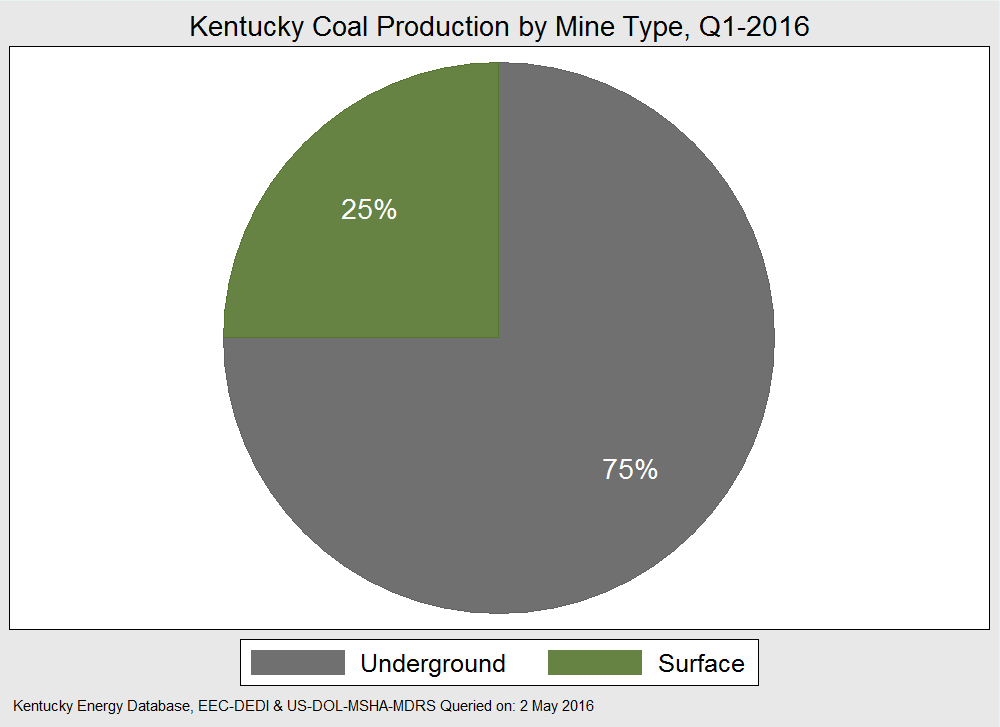 Kentucky Coal Production by Mine Type, Q1-2016
25%
75%
Underground Surface
Kentucky Energy Database, EEC-DEDI & US-DOL-MSHA-MDRS Queried on: 2 May 2016